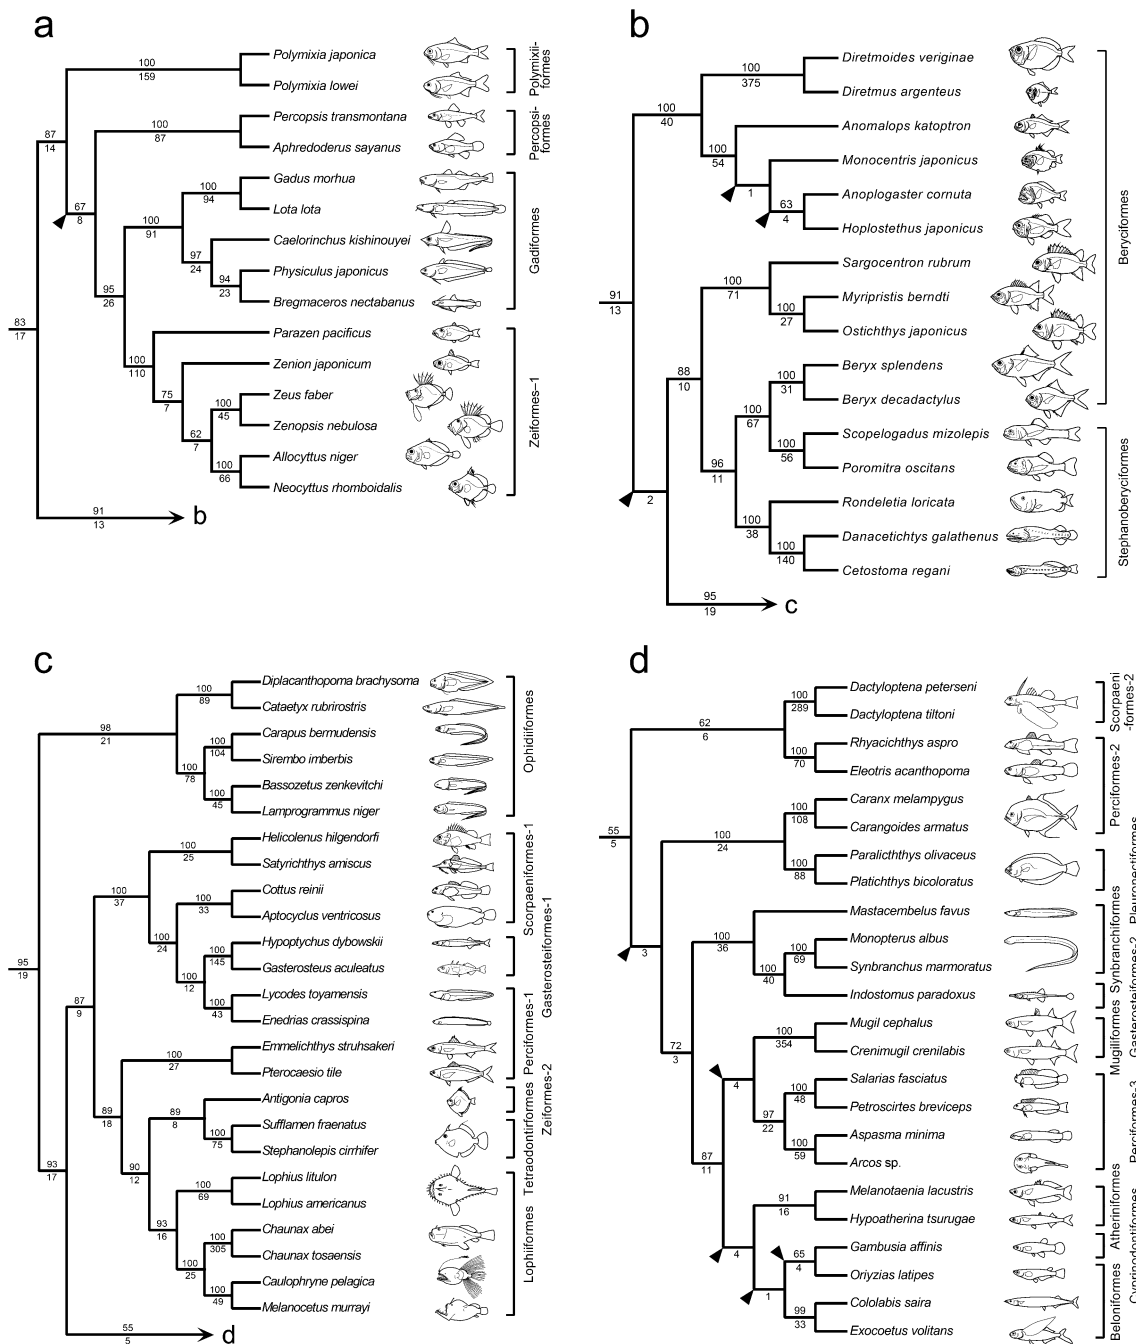 a
Polymixia japonica
100
159
Polymixia lowei
Polymixii-
formes
87
14
Percopsis transmontana
100
87
Aphredoderus sayanus
Percopsi-
formes
67
8
Gadus morhua
100
94
Lota lota
100
91
Caelorinchus kishinouyei
97
24
Physiculus japonicus
94
23
Bregmaceros nectabanus
Gadiformes
95
26
83
17
Parazen pacificus
100
110
Zenion japonicum
75
7
Zeus faber
100
45
Zenopsis nebulosa
62
7
Allocyttus niger
100
66
Neocyttus rhomboidalis
Zeiformes–1
91
13
b
b
Diretmoides veriginae
100
375
Diretmus argenteus
100
40
Anomalops katoptron
100
54
Monocentris japonicus
1
Anoplogaster cornuta
63
4
Hoplostethus japonicus
91
13
Sargocentron rubrum
100
71
Myripristis berndti
100
27
Ostichthys japonicus
88
10
Beryx splendens
100
31
Beryx decadactylus
Beryciformes
100
67
Scopelogadus mizolepis
100
56
Poromitra oscitans
96
11
2
Rondeletia loricata
100
38
Danacetichtys galathenus
100
140
Cetostoma regani
Stephanoberyciformes
95
19
c
c
Diplacanthopoma brachysoma
100
89
Cataetyx rubrirostris
98
21
Carapus bermudensis
100
104
Sirembo imberbis
100
78
Bassozetus zenkevitchi
100
45
Lamprogrammus niger
Ophidiiformes
Helicolenus hilgendorfi
100
25
Satyrichthys amiscus
100
37
Cottus reinii
100
33
Aptocyclus ventricosus
Scorpaeniformes-1
100
24
Hypoptychus dybowskii
100
145
Gasterosteus aculeatus
Gasterosteiformes-1
100
12
Lycodes toyamensis
100
43
Enedrias crassispina
95
19
87
9
Emmelichthys struhsakeri
100
27
Pterocaesio tile
Perciformes-1
89
18
Antigonia capros
Zeiformes-2
89
8
Sufflamen fraenatus
100
75
Stephanolepis cirrhifer
Tetraodontirformes
90
12
93
17
Lophius litulon
100
69
Lophius americanus
93
16
Chaunax abei
100
305
Chaunax tosaensis
100
25
Caulophryne pelagica
100
49
Melanocetus murrayi
Lophiiformes
55
5
d
d
Dactyloptena peterseni
100
289
Dactyloptena tiltoni
Scorpaeni
-formes-2
62
6
Rhyacichthys aspro
100
70
Eleotris acanthopoma
Caranx melampygus
100
108
Carangoides armatus
Perciformes-2
55
5
100
24
Paralichthys olivaceus
100
88
Platichthys bicoloratus
Pleuronectiformes
3
Mastacembelus favus
100
36
Monopterus albus
100
69
Synbranchus marmoratus
Synbranchiformes
100
40
Indostomus paradoxus
Gasterosteiformes-2
72
3
Mugil cephalus
100
354
Crenimugil crenilabis
Mugiliformes
4
Salarias fasciatus
100
48
Petroscirtes breviceps
97
22
Aspasma minima
100
59
Arcos sp.
Perciformes-3
87
11
Melanotaenia lacustris
91
16
Hypoatherina tsurugae
Atheriniformes
4
Gambusia affinis
Cyprinodontiformes
65
4
Oriyzias latipes
1
Cololabis saira
99
33
Exocoetus volitans
Beloniformes